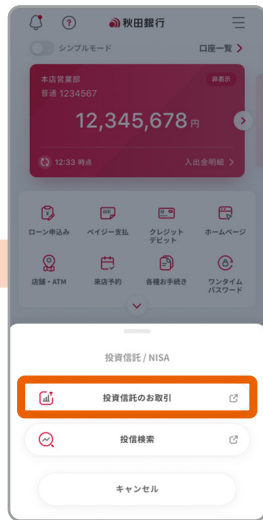 秋田銀行
シンプルモード 口座一覧
本店営業部 非表示
普通 1234567
12,345,678 円
12:33 時点 入出金明細
ローン申込み ペイジー支払 クレジット デビット ホームページ
店舗・ATM 来店予約 各種お手続き ワンタイム パスワード
投資信託 / NISA
投資信託のお取引
投信検索
キャンセル